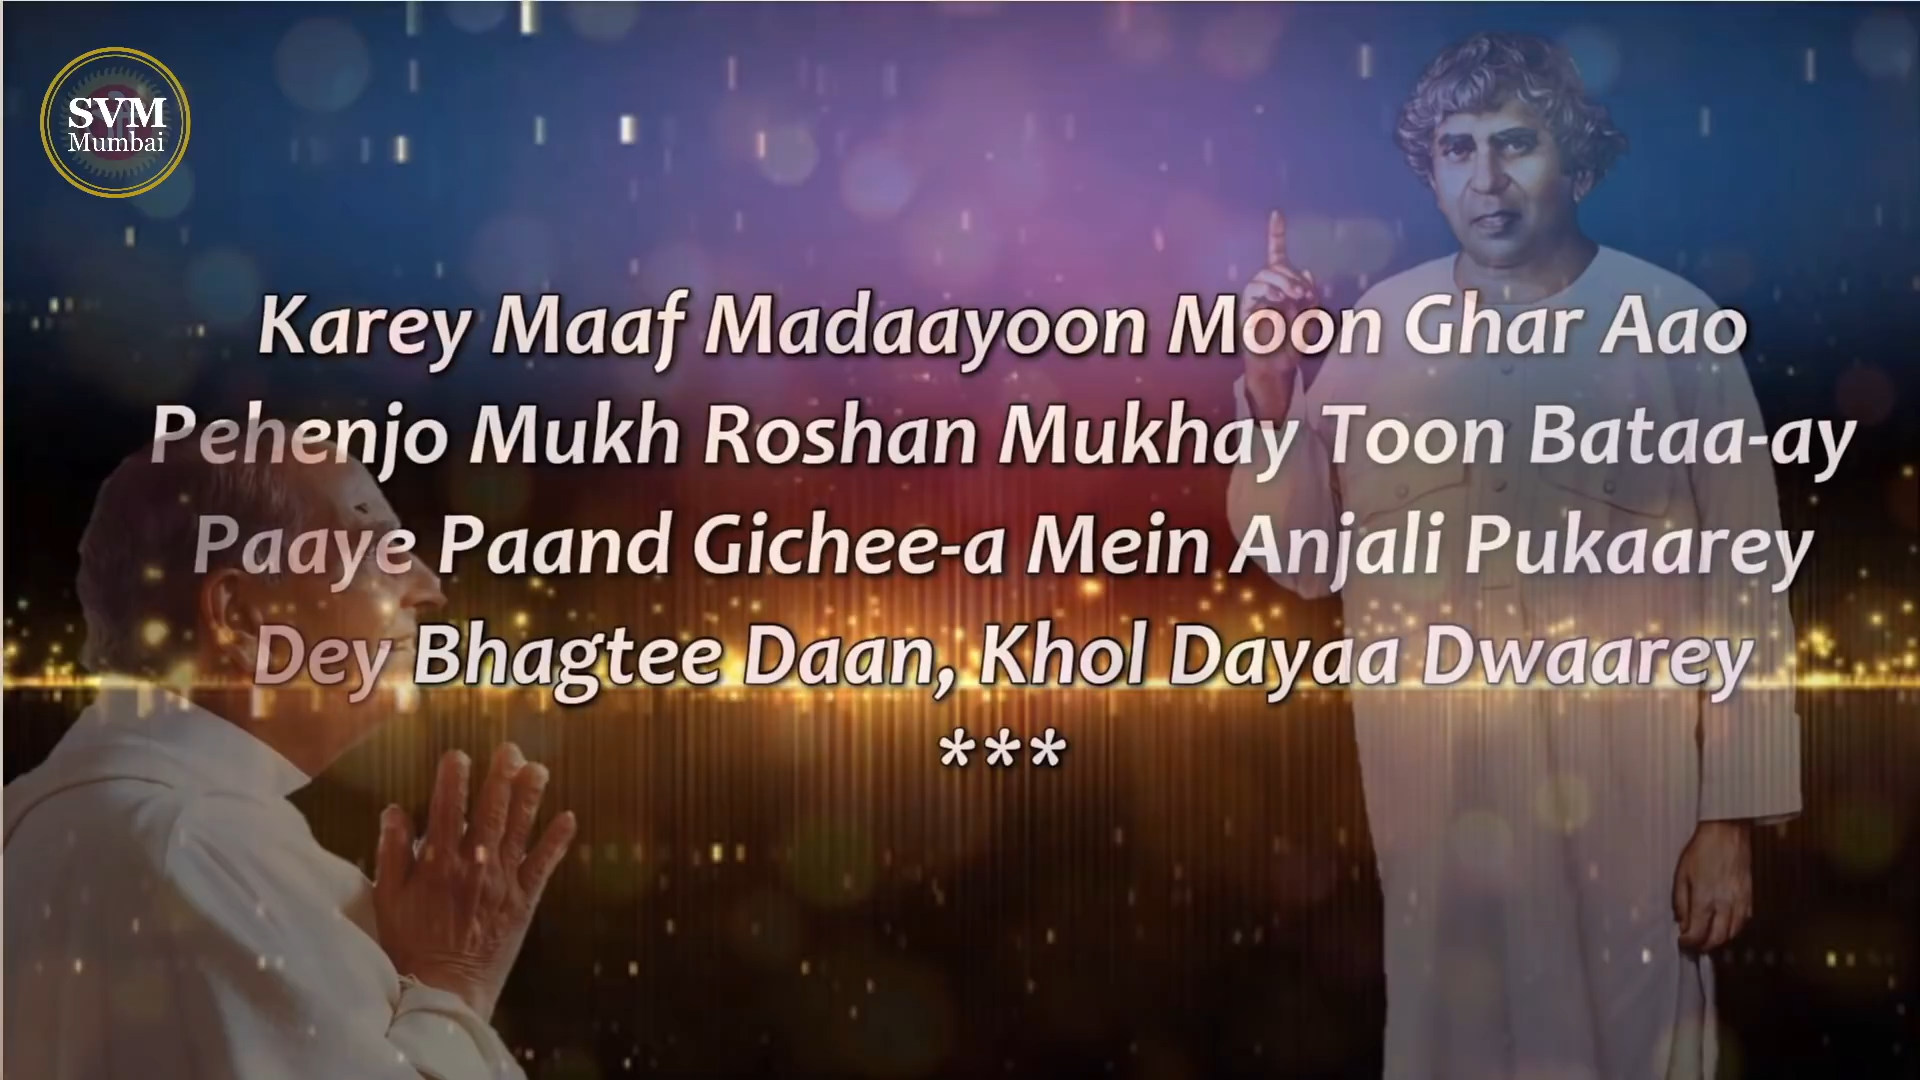 SVM
Mumbai
Karey Maaf Madaayoon Moon Ghar Aao
Pehenjo Mukh Roshan Mukhay Toon Bataa-ay
Paaye Paand Gichee-a Mein Anjali Pukaarey
Dey Bhagtee Daan, Khol Dayaa Dwaarey
***